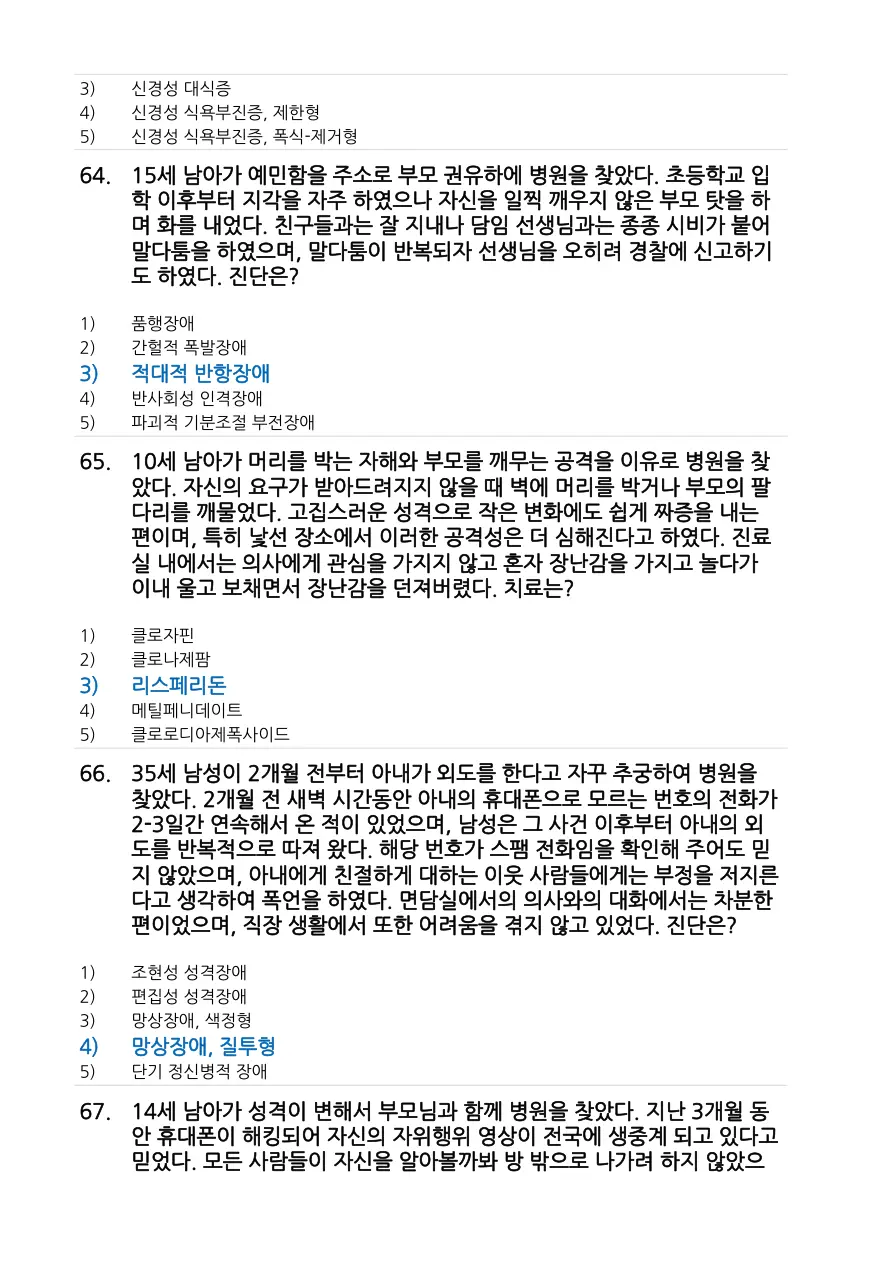 3) 신경성 대식증
4) 신경성 식욕부진증, 제한형
5) 신경성 식욕부진증, 폭식-제거형
64. 15세 남아가 예민함을 주소로 부모 권유하에 병원을 찾았다. 초등학교 입
학 이후부터 지각을 자주 하였으나 자신을 일찍 깨우지 않은 부모 탓을 하
며 화를 내었다. 친구들과는 잘 지내나 담임 선생님과는 종종 시비가 붙어
말다툼을 하였으며, 말다툼이 반복되자 선생님을 오히려 경찰에 신고하기
도 하였다. 진단은?
1) 품행장애
2) 간헐적 폭발장애
3) 적대적 반항장애
4) 반사회성 인격장애
5) 파괴적 기분조절 부전장애
65. 10세 남아가 머리를 박는 자해와 부모를 깨무는 공격을 이유로 병원을 찾
았다. 자신의 요구가 받아드려지지 않을 때 벽에 머리를 박거나 부모의 팔
다리를 깨물었다. 고집스러운 성격으로 작은 변화에도 쉽게 짜증을 내는
편이며, 특히 낯선 장소에서 이러한 공격성은 더 심해진다고 하였다. 진료
실 내에서는 의사에게 관심을 가지지 않고 혼자 장난감을 가지고 놀다가
이내 울고 보채면서 장난감을 던져버렸다. 치료는?
1) 클로자핀
2) 클로나제팜
3) 리스페리돈
4) 메틸페니데이트
5) 클로로디아제폭사이드
66. 35세 남성이 2개월 전부터 아내가 외도를 한다고 자꾸 추궁하여 병원을
찾았다. 2개월 전 새벽 시간동안 아내의 휴대폰으로 모르는 번호의 전화가
2-3일간 연속해서 온 적이 있었으며, 남성은 그 사건 이후부터 아내의 외
도를 반복적으로 따져 왔다. 해당 번호가 스팸 전화임을 확인해 주어도 믿
지 않았으며, 아내에게 친절하게 대하는 이웃 사람들에게는 부정을 저지른
다고 생각하여 폭언을 하였다. 면담실에서의 의사와의 대화에서는 차분한
편이었으며, 직장 생활에서 또한 어려움을 겪지 않고 있었다. 진단은?
1) 조현성 성격장애
2) 편집성 성격장애
3) 망상장애, 색정형
4) 망상장애, 질투형
5) 단기 정신병적 장애
67. 14세 남아가 성격이 변해서 부모님과 함께 병원을 찾았다. 지난 3개월 동
안 휴대폰이 해킹되어 자신의 자위행위 영상이 전국에 생중계 되고 있다고
믿었다. 모든 사람들이 자신을 알아볼까봐 방 밖으로 나가려 하지 않았으